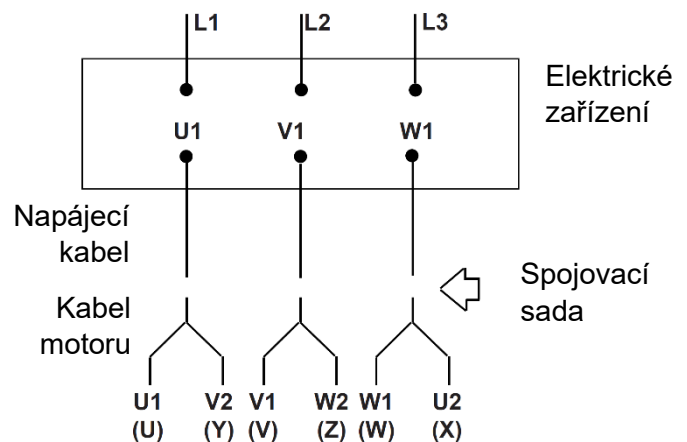 L1 L2 L3
Elektrické
zařízení
U1 V1 W1
Napájecí
kabel
Spojovací
sada
Kabel
motoru
U1 V2 V1 W2 W1 U2
(U) (Y) (V) (Z) (W) (X)